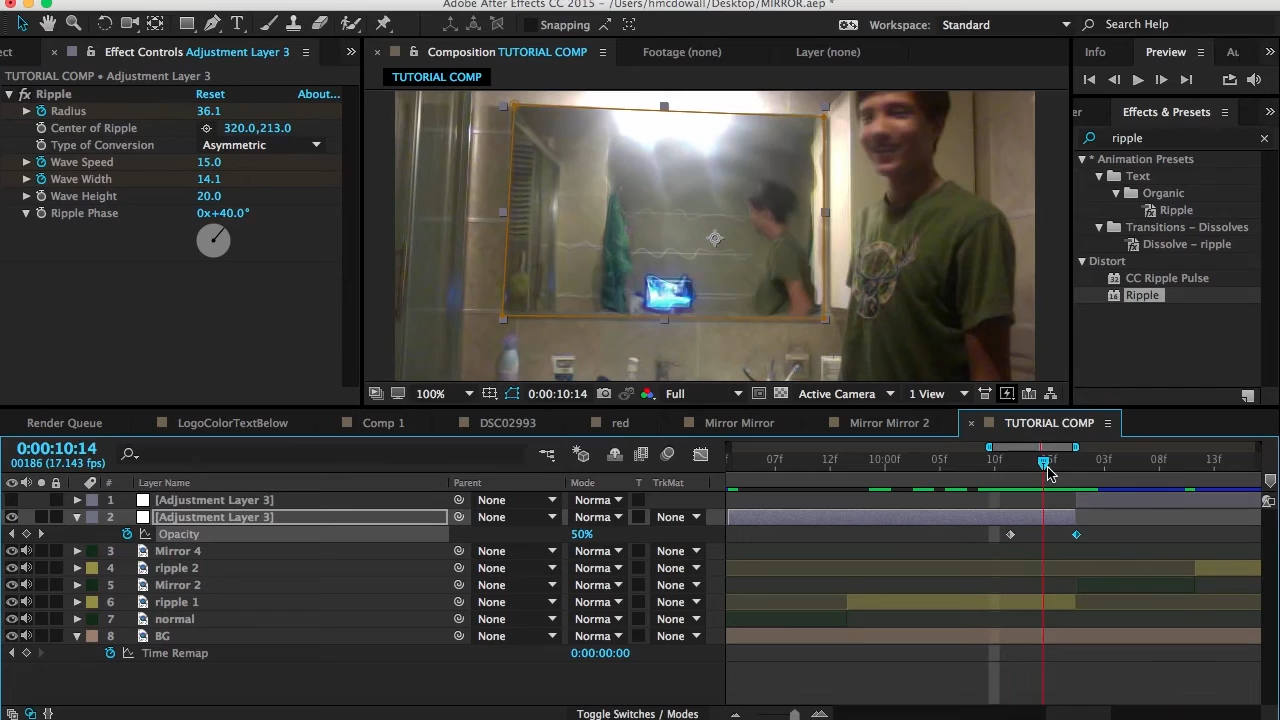 Adobe After Effects CC 2015 - /Users/hmcdowall/Desktop/MIRROR.aep *
Snapping
Workspace: Standard
Search Help
Effect Controls Adjustment Layer 3
Composition TUTORIAL COMP
Footage (none)
Layer (none)
Info
Preview
TUTORIAL COMP • Adjustment Layer 3
TUTORIAL COMP
fx Ripple Reset About...
Radius 36.1
Center of Ripple 320.0,213.0
Type of Conversion Asymmetric
Wave Speed 15.0
Wave Width 14.1
Wave Height 20.0
Ripple Phase 0x+40.0°
Effects & Presets
ripple
* Animation Presets
Text
Organic
Ripple
Transitions – Dissolves
Dissolve – ripple
Distort
CC Ripple Pulse
Ripple
100% 0:00:10:14 Full Active Camera 1 View
Render Queue LogoColorTextBelow Comp 1 DSC02993 red Mirror Mirror Mirror Mirror 2 TUTORIAL COMP
0:00:10:14
00186 (17.143 fps)
07f 12f 10:00f 05f 10f 15f 03f 08f 13f
# Layer Name Parent Mode T TrkMat
1 [Adjustment Layer 3] None Norma
2 [Adjustment Layer 3] None Norma None
Opacity 50%
3 Mirror 4 None Norma None
4 ripple 2 None Norma None
5 Mirror 2 None Norma None
6 ripple 1 None Norma None
7 normal None Norma None
8 BG None Norma None
Time Remap 0:00:00:00
Toggle Switches / Modes